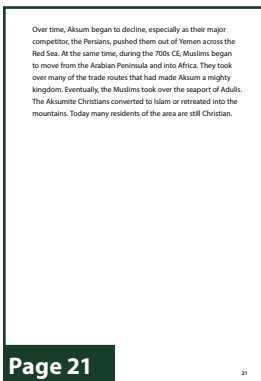 Over time, Aksum began to decline, especially as their major
competitor, the Persians, pushed them out of Yemen across the
Red Sea. At the same time, during the 700s CE, Muslims began
to move from the Arabian Peninsula and into Africa. They took
over many of the trade routes that had made Aksum a mighty
kingdom. Eventually, the Muslims took over the seaport of Adulis.
The Aksumite Christians converted to Islam or retreated into the
mountains. Today many residents of the area are still Christian.
Page 21
21